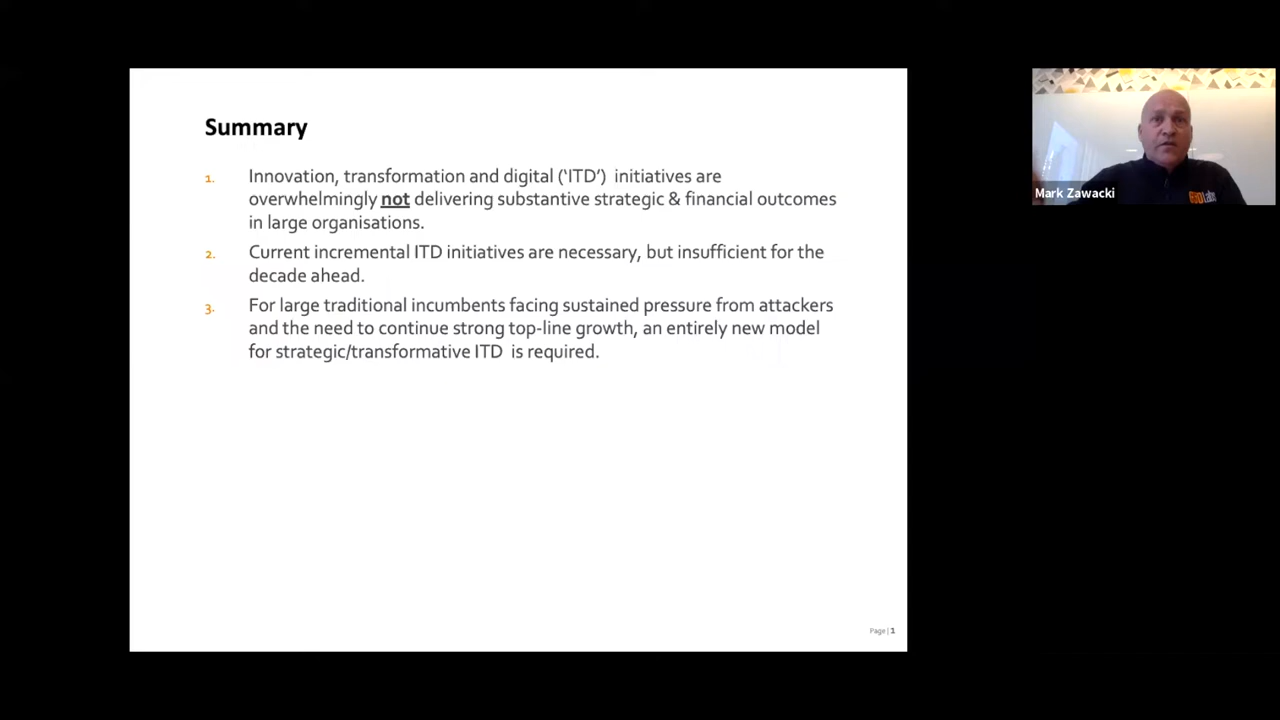 Summary
1. Innovation, transformation and digital (‘ITD’) initiatives are
overwhelmingly not delivering substantive strategic & financial outcomes
in large organisations.
2. Current incremental ITD initiatives are necessary, but insufficient for the
decade ahead.
3. For large traditional incumbents facing sustained pressure from attackers
and the need to continue strong top-line growth, an entirely new model
for strategic/transformative ITD is required.
Page | 1
Mark Zawacki